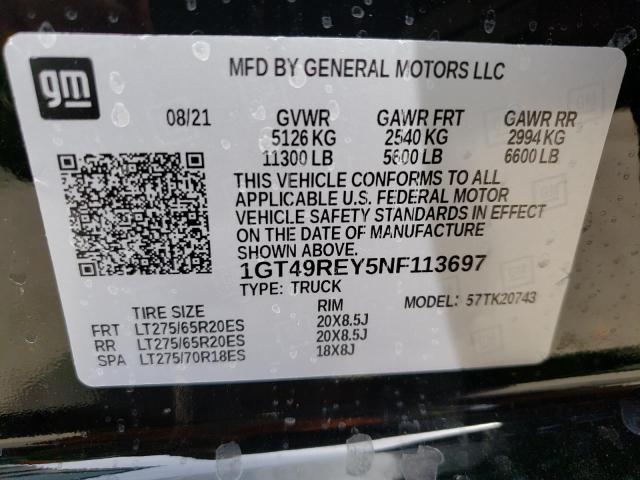 gm
MFD BY GENERAL MOTORS LLC
08/21 GVWR GAWR FRT GAWR RR
5126 KG 2540 KG 2994 KG
11300 LB 5600 LB 6600 LB
THIS VEHICLE CONFORMS TO ALL
APPLICABLE U.S. FEDERAL MOTOR
VEHICLE SAFETY STANDARDS IN EFFECT
ON THE DATE OF MANUFACTURE
SHOWN ABOVE.
1GT49REY5NF113697
TYPE: TRUCK MODEL: 57TK20743
TIRE SIZE RIM
FRT LT275/65R20ES 20X8.5J
RR LT275/65R20ES 20X8.5J
SPA LT275/70R18ES 18X8J